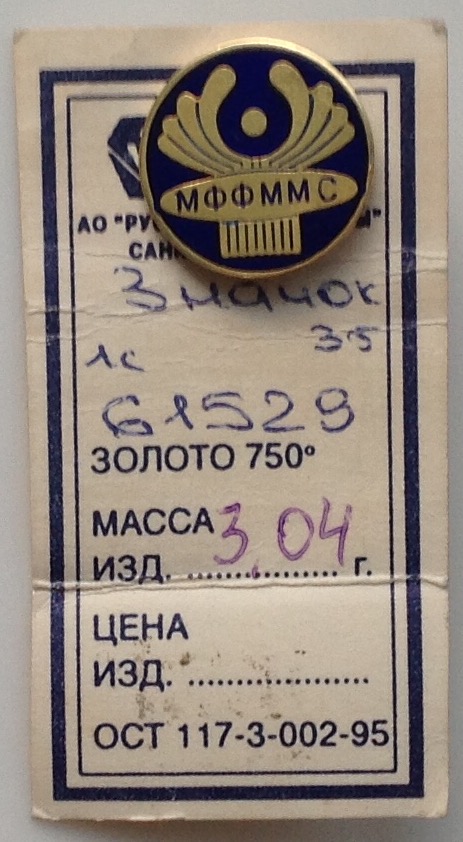 МФФММС
АО "РУС
САН
Значок
1с 35
61529
ЗОЛОТО 750°
МАССА 3,04
ИЗД. ................ г.
ЦЕНА
ИЗД. ...................
ОСТ 117-3-002-95